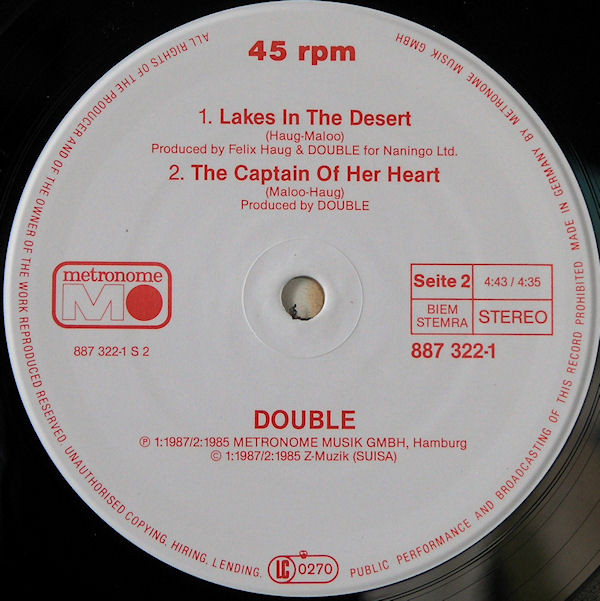 45 rpm
1. Lakes In The Desert
(Haug-Maloo)
Produced by Felix Haug & DOUBLE for Naningo Ltd.
2. The Captain Of Her Heart
(Maloo-Haug)
Produced by DOUBLE
metronome
M
887 322-1 S 2
Seite 2
4:43 / 4:35
BIEM
STEMRA
STEREO
887 322-1
DOUBLE
℗ 1:1987/2:1985 METRONOME MUSIK GMBH, Hamburg
© 1:1987/2:1985 Z-Muzik (SUISA)
ALL RIGHTS OF THE PRODUCER AND OF THE OWNER OF THE WORK REPRODUCED RESERVED. UNAUTHORISED COPYING, HIRING, LENDING, PUBLIC PERFORMANCE AND BROADCASTING OF THIS RECORD PROHIBITED MADE IN GERMANY BY METRONOME MUSIK GMBH
LC 0270